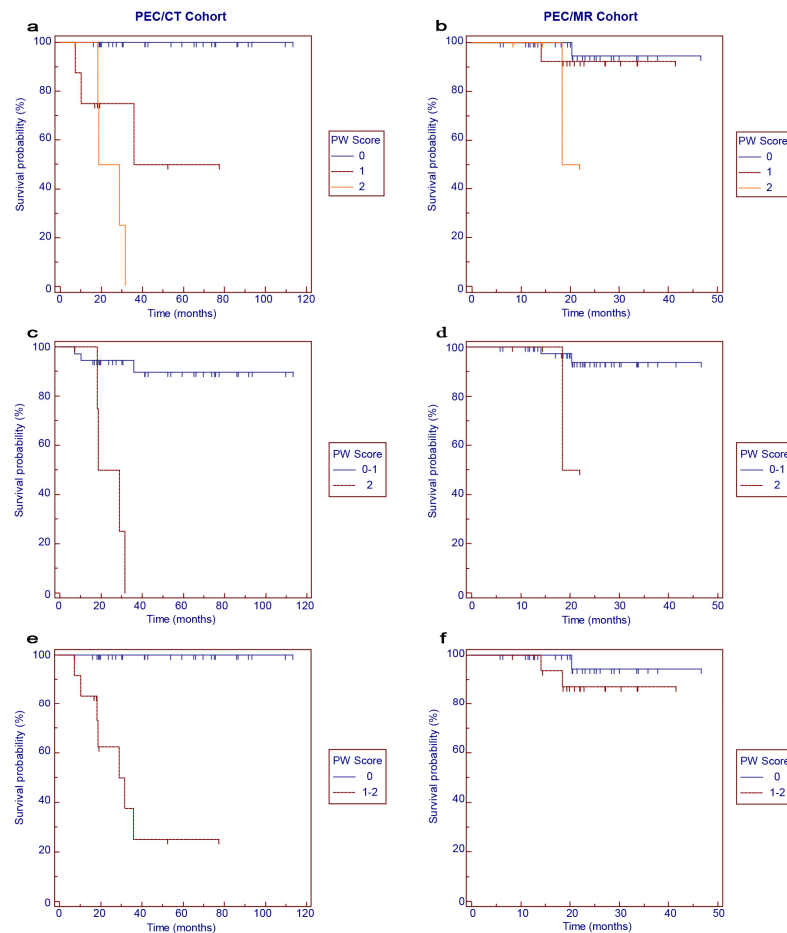 PEC/CT Cohort
PEC/MR Cohort
a
100
80
60
40
20
0
Survival probability (%)
0 20 40 60 80 100 120
Time (months)
PW Score
0
1
2
b
100
80
60
40
20
0
Survival probability (%)
0 10 20 30 40 50
Time (months)
PW Score
0
1
2
c
100
80
60
40
20
0
Survival probability (%)
0 20 40 60 80 100 120
Time (months)
PW Score
0-1
2
d
100
80
60
40
20
0
Survival probability (%)
0 10 20 30 40 50
Time (months)
PW Score
0-1
2
e
100
80
60
40
20
0
Survival probability (%)
0 20 40 60 80 100 120
Time (months)
PW Score
0
1-2
f
100
80
60
40
20
0
Survival probability (%)
0 10 20 30 40 50
Time (months)
PW Score
0
1-2